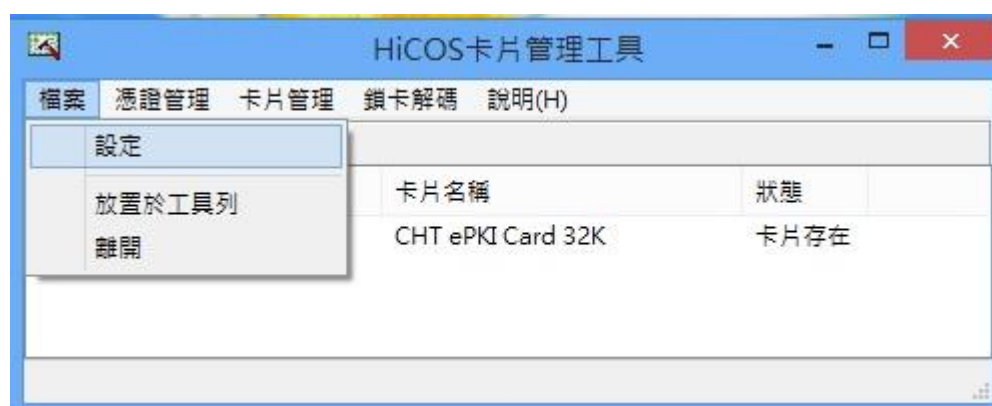 HiCOS卡片管理工具
檔案 憑證管理 卡片管理 鎖卡解碼 說明(H)
設定
放置於工具列
離開
卡片名稱 狀態
CHT ePKI Card 32K 卡片存在